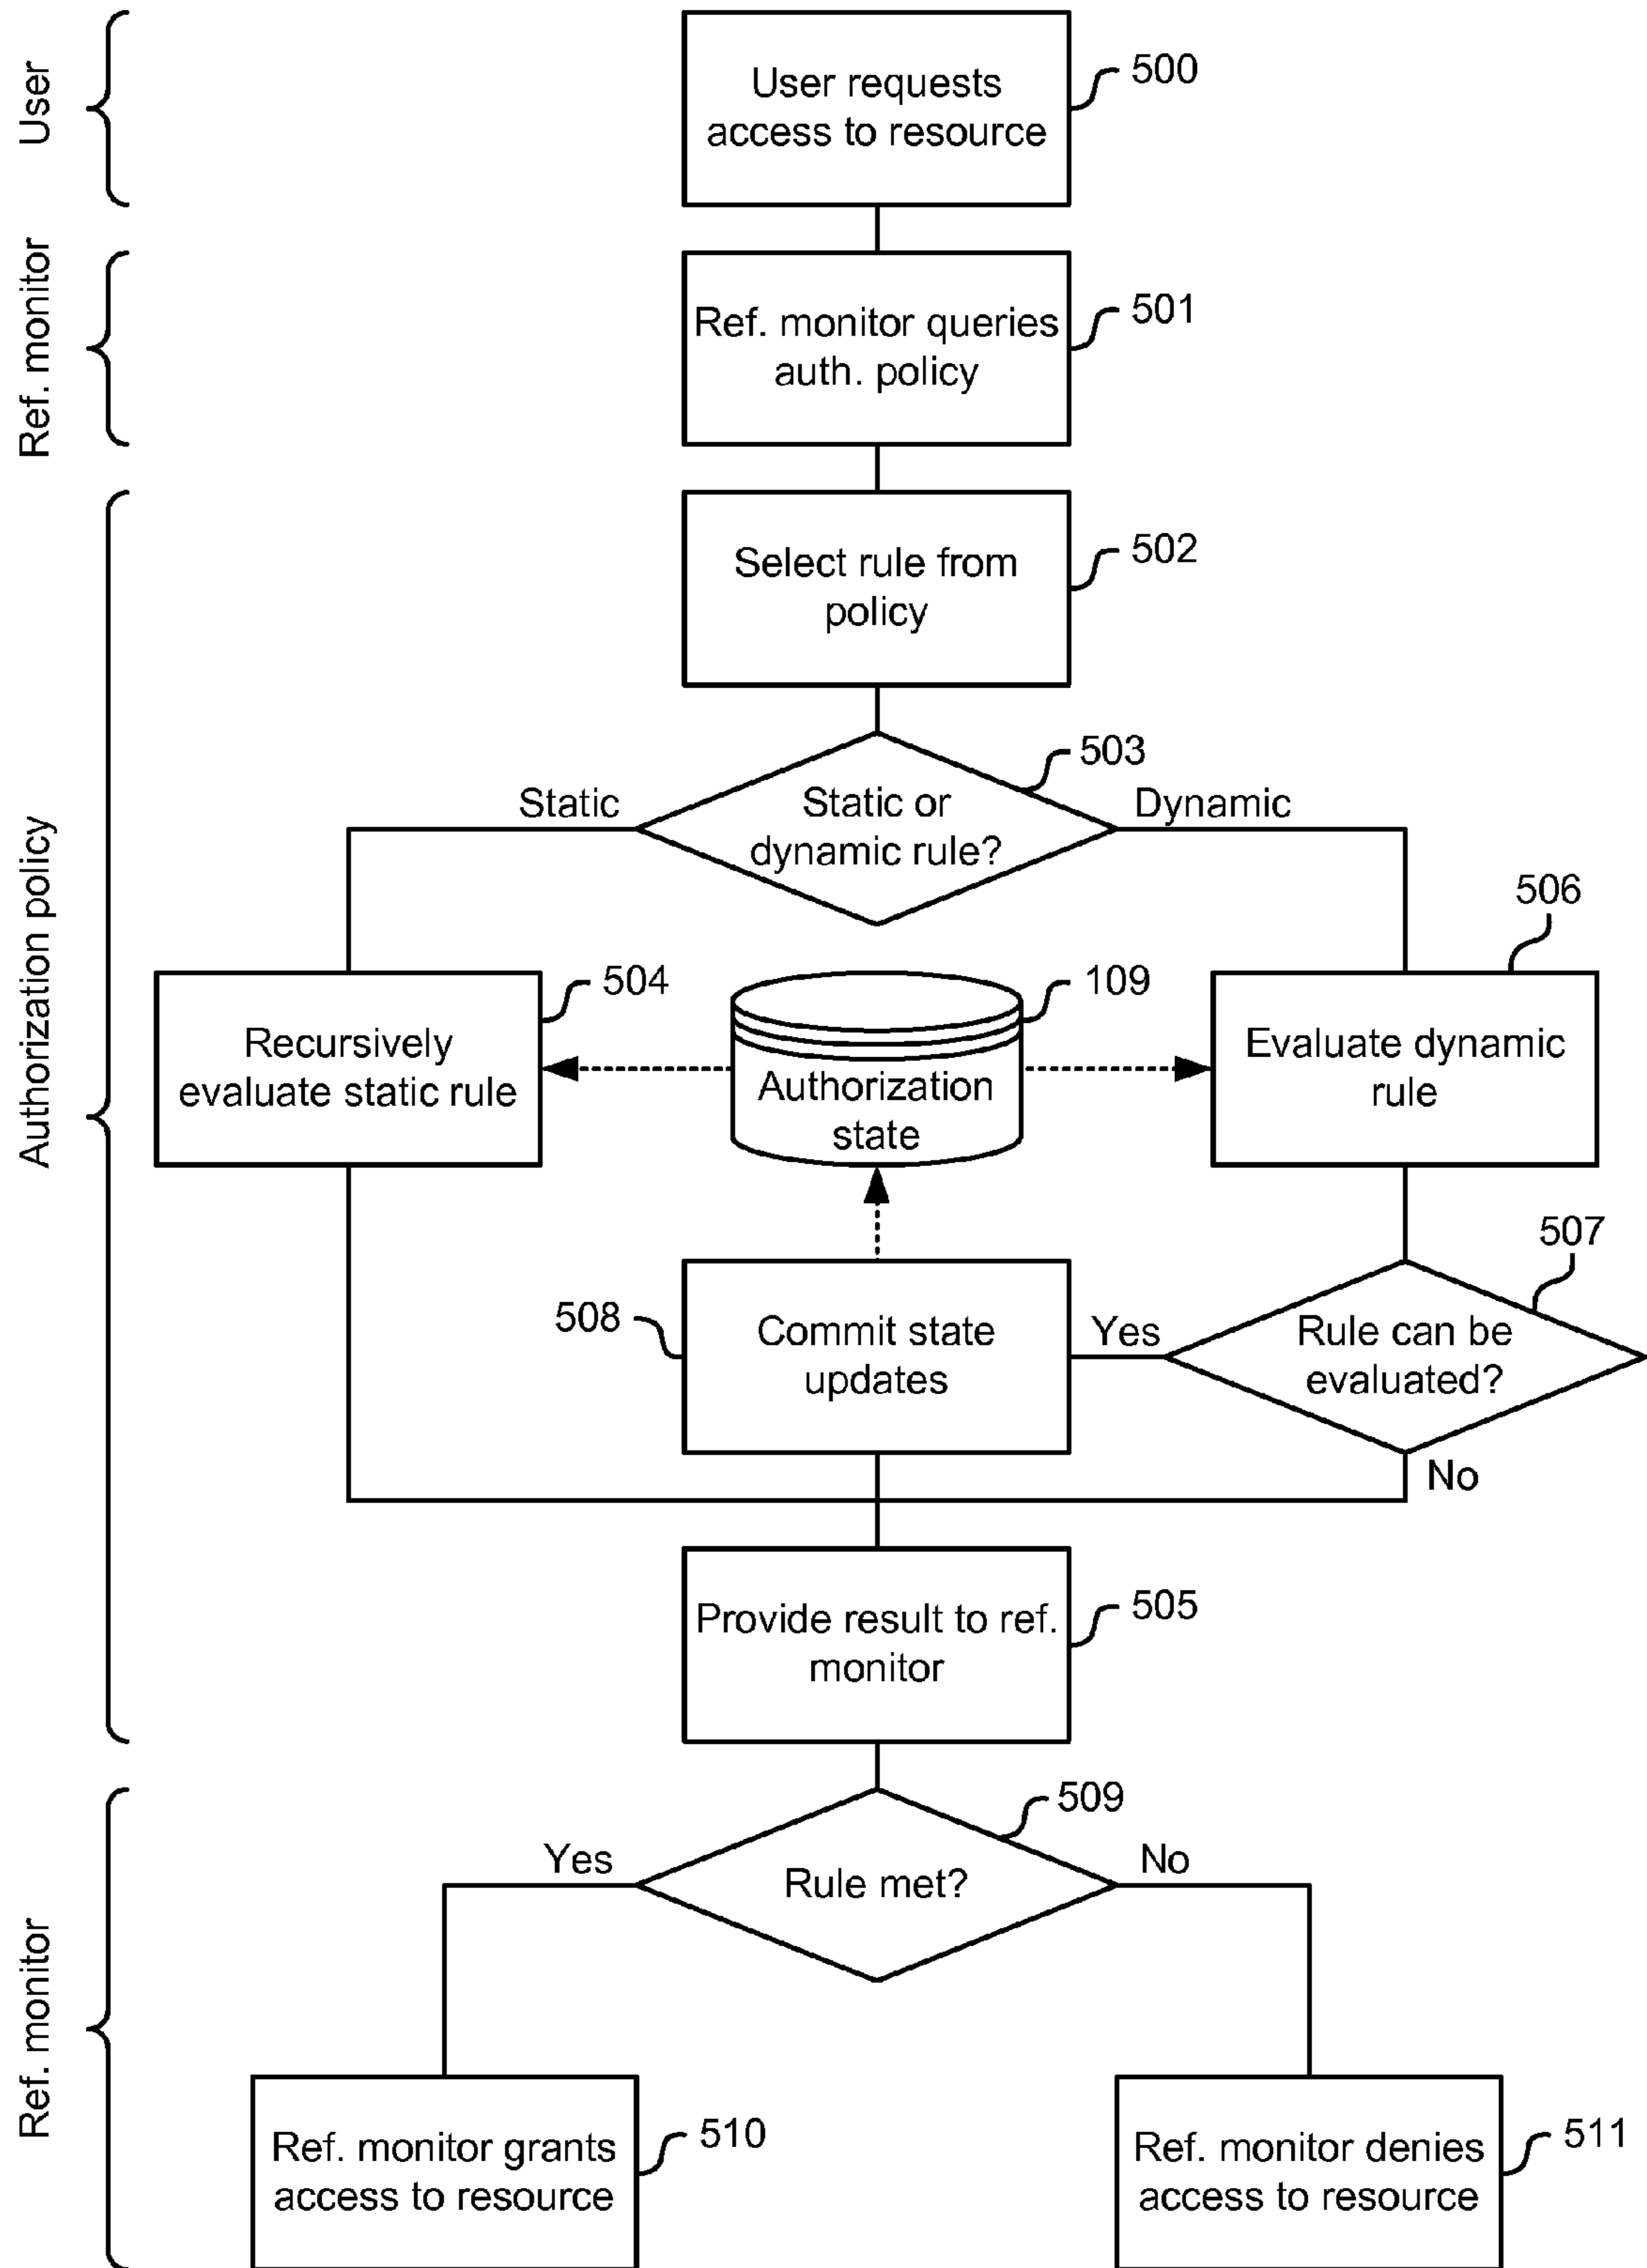 User
User requests
access to resource
500
Ref. monitor
Ref. monitor queries
auth. policy
501
Authorization policy
Select rule from
policy
502
503
Static
Static or
dynamic rule?
Dynamic
506
504
109
Recursively
evaluate static rule
Authorization
state
Evaluate dynamic
rule
507
508
Commit state
updates
Yes
Rule can be
evaluated?
No
Provide result to ref.
monitor
505
509
Ref. monitor
Yes
Rule met?
No
Ref. monitor grants
access to resource
510
Ref. monitor denies
access to resource
511